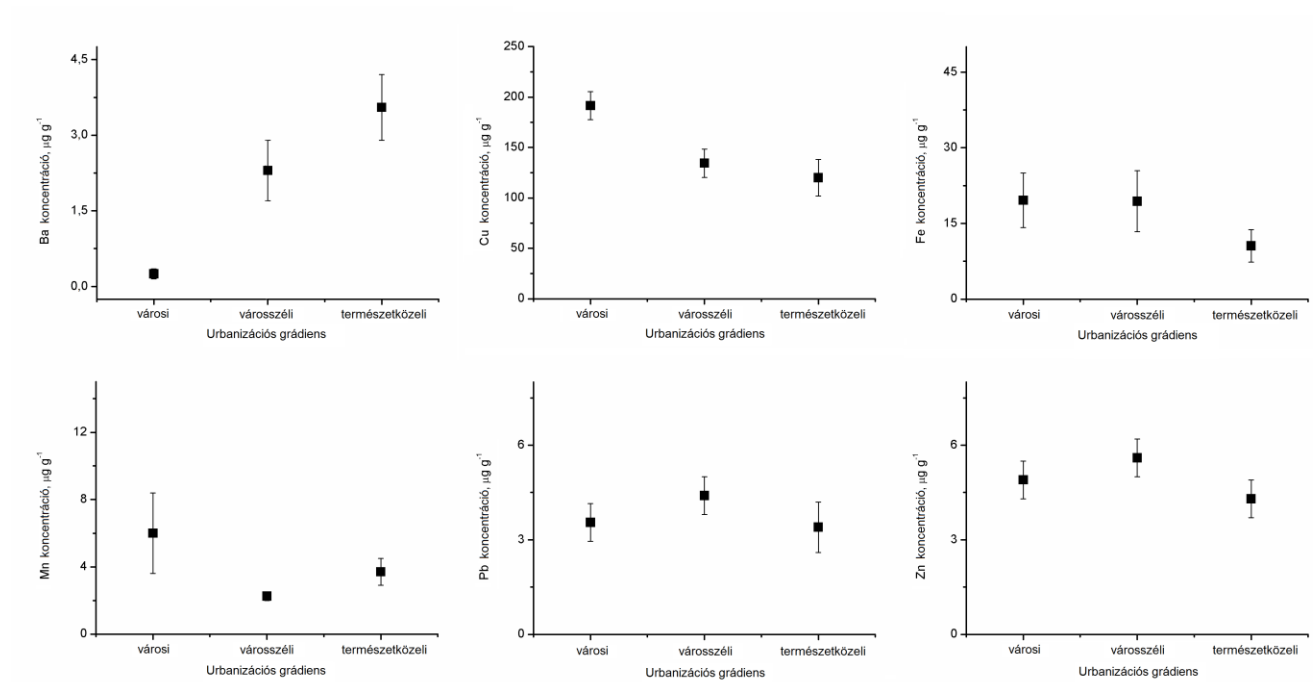 Ba koncentráció, µg g⁻¹
4,5
3,0
1,5
0,0
városi városszéli természetközeli
Urbanizációs grádiens
Cu koncentráció, µg g⁻¹
250
200
150
100
50
0
városi városszéli természetközeli
Urbanizációs grádiens
Fe koncentráció, µg g⁻¹
45
30
15
0
városi városszéli természetközeli
Urbanizációs grádiens
Mn koncentráció, µg g⁻¹
12
8
4
0
városi városszéli természetközeli
Urbanizációs grádiens
Pb koncentráció, µg g⁻¹
6
3
0
városi városszéli természetközeli
Urbanizációs grádiens
Zn koncentráció, µg g⁻¹
6
3
0
városi városszéli természetközeli
Urbanizációs grádiens